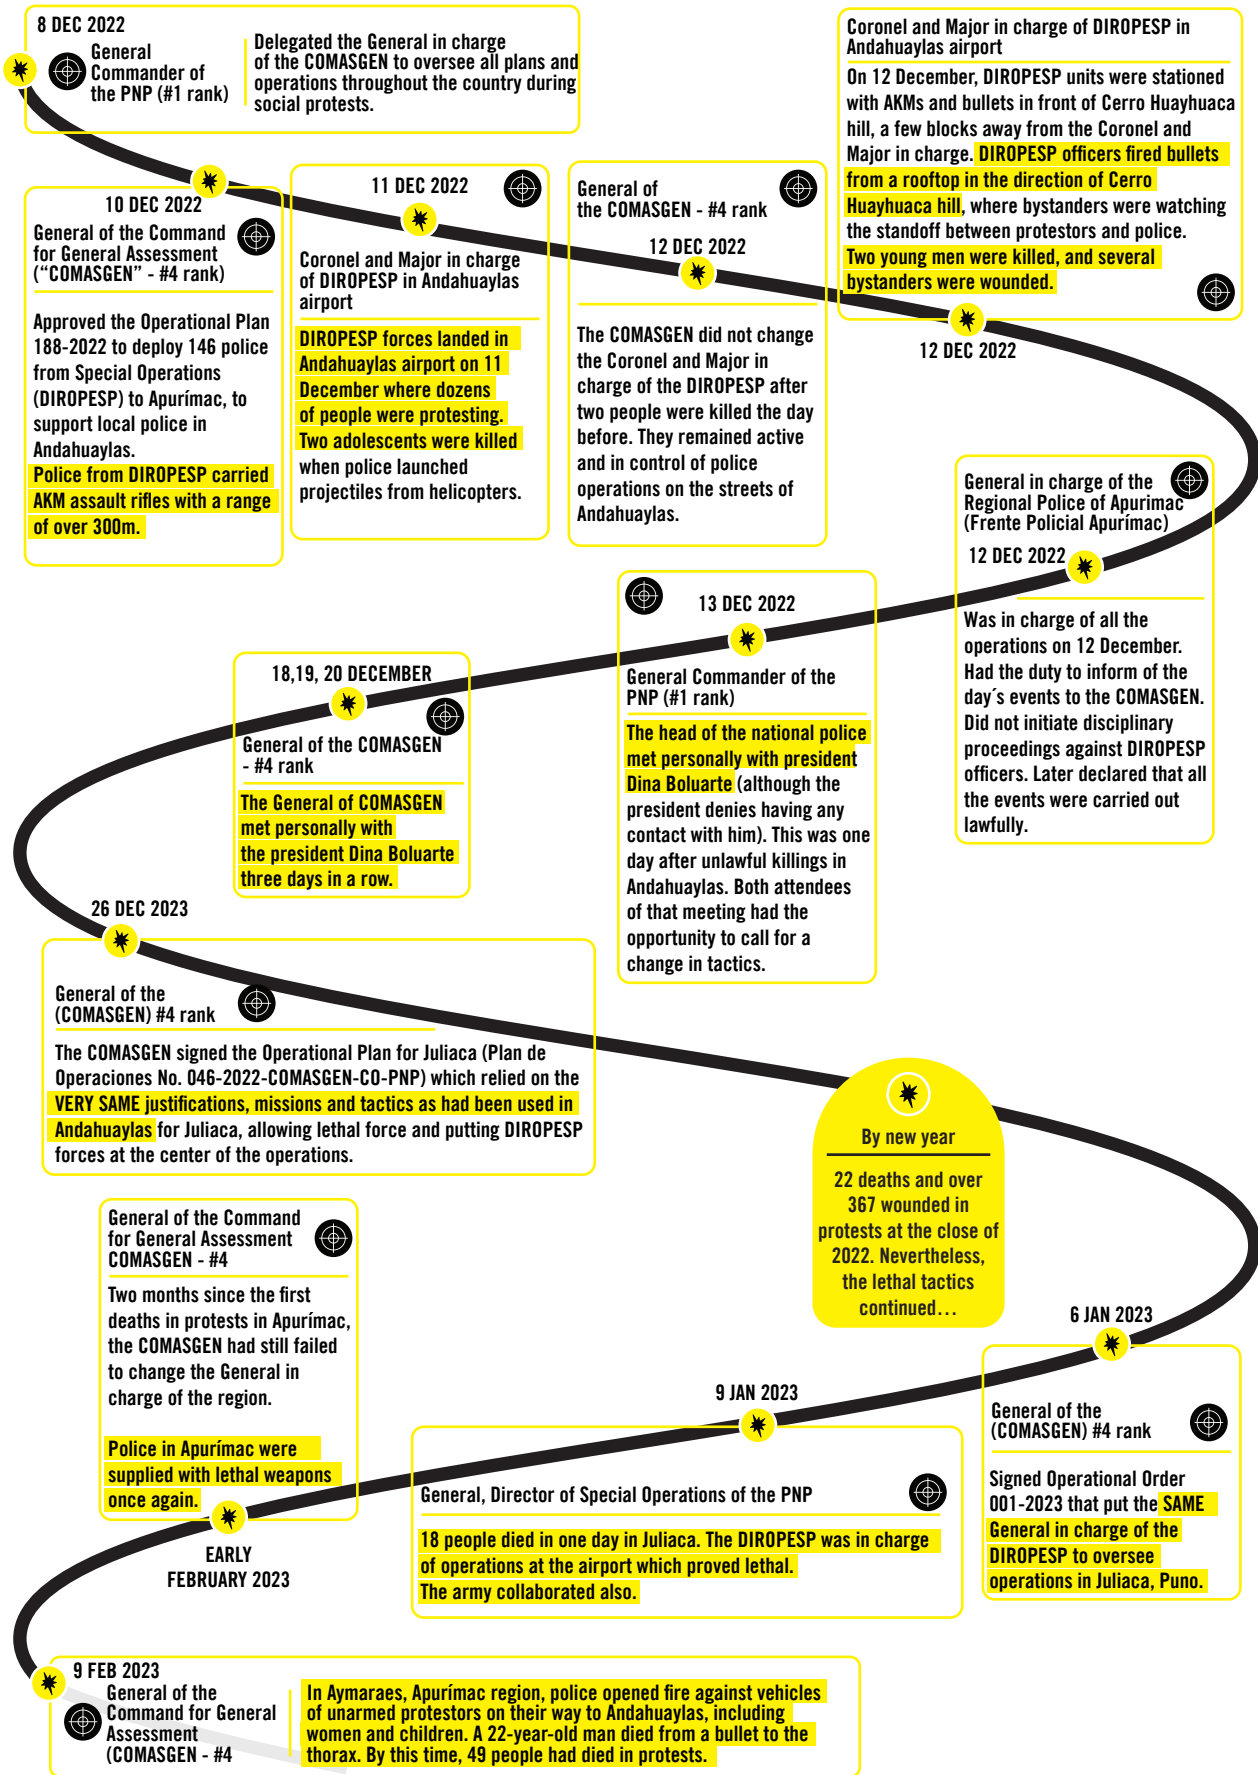 8 DEC 2022
General
Commander of
the PNP (#1 rank)
Delegated the General in charge
of the COMASGEN to oversee all plans and
operations throughout the country during
social protests.
10 DEC 2022
General of the Command
for General Assessment
(“COMASGEN” - #4 rank)
Approved the Operational Plan
188-2022 to deploy 146 police
from Special Operations
(DIROPESP) to Apurímac, to
support local police in
Andahuaylas.
Police from DIROPESP carried
AKM assault rifles with a range
of over 300m.
11 DEC 2022
Coronel and Major in charge
of DIROPESP in Andahuaylas
airport
DIROPESP forces landed in
Andahuaylas airport on 11
December where dozens
of people were protesting.
Two adolescents were killed
when police launched
projectiles from helicopters.
General of
the COMASGEN - #4 rank
12 DEC 2022
The COMASGEN did not change
the Coronel and Major in
charge of the DIROPESP after
two people were killed the day
before. They remained active
and in control of police
operations on the streets of
Andahuaylas.
Coronel and Major in charge of DIROPESP in
Andahuaylas airport
On 12 December, DIROPESP units were stationed
with AKMs and bullets in front of Cerro Huayhuaca
hill, a few blocks away from the Coronel and
Major in charge. DIROPESP officers fired bullets
from a rooftop in the direction of Cerro
Huayhuaca hill, where bystanders were watching
the standoff between protestors and police.
Two young men were killed, and several
bystanders were wounded.
12 DEC 2022
General in charge of the
Regional Police of Apurimac
(Frente Policial Apurímac)
12 DEC 2022
Was in charge of all the
operations on 12 December.
Had the duty to inform of the
day´s events to the COMASGEN.
Did not initiate disciplinary
proceedings against DIROPESP
officers. Later declared that all
the events were carried out
lawfully.
13 DEC 2022
General Commander of the
PNP (#1 rank)
The head of the national police
met personally with president
Dina Boluarte (although the
president denies having any
contact with him). This was one
day after unlawful killings in
Andahuaylas. Both attendees
of that meeting had the
opportunity to call for a
change in tactics.
18,19, 20 DECEMBER
General of the COMASGEN
- #4 rank
The General of COMASGEN
met personally with
the president Dina Boluarte
three days in a row.
26 DEC 2023
General of the
(COMASGEN) #4 rank
The COMASGEN signed the Operational Plan for Juliaca (Plan de
Operaciones No. 046-2022-COMASGEN-CO-PNP) which relied on the
VERY SAME justifications, missions and tactics as had been used in
Andahuaylas for Juliaca, allowing lethal force and putting DIROPESP
forces at the center of the operations.
By new year
22 deaths and over
367 wounded in
protests at the close of
2022. Nevertheless,
the lethal tactics
continued…
6 JAN 2023
General of the
(COMASGEN) #4 rank
Signed Operational Order
001-2023 that put the SAME
General in charge of the
DIROPESP to oversee
operations in Juliaca, Puno.
9 JAN 2023
General, Director of Special Operations of the PNP
18 people died in one day in Juliaca. The DIROPESP was in charge
of operations at the airport which proved lethal.
The army collaborated also.
General of the Command
for General Assessment
COMASGEN - #4
Two months since the first
deaths in protests in Apurímac,
the COMASGEN had still failed
to change the General in
charge of the region.
Police in Apurímac were
supplied with lethal weapons
once again.
EARLY
FEBRUARY 2023
9 FEB 2023
General of the
Command for General
Assessment
(COMASGEN - #4
In Aymaraes, Apurímac region, police opened fire against vehicles
of unarmed protestors on their way to Andahuaylas, including
women and children. A 22-year-old man died from a bullet to the
thorax. By this time, 49 people had died in protests.